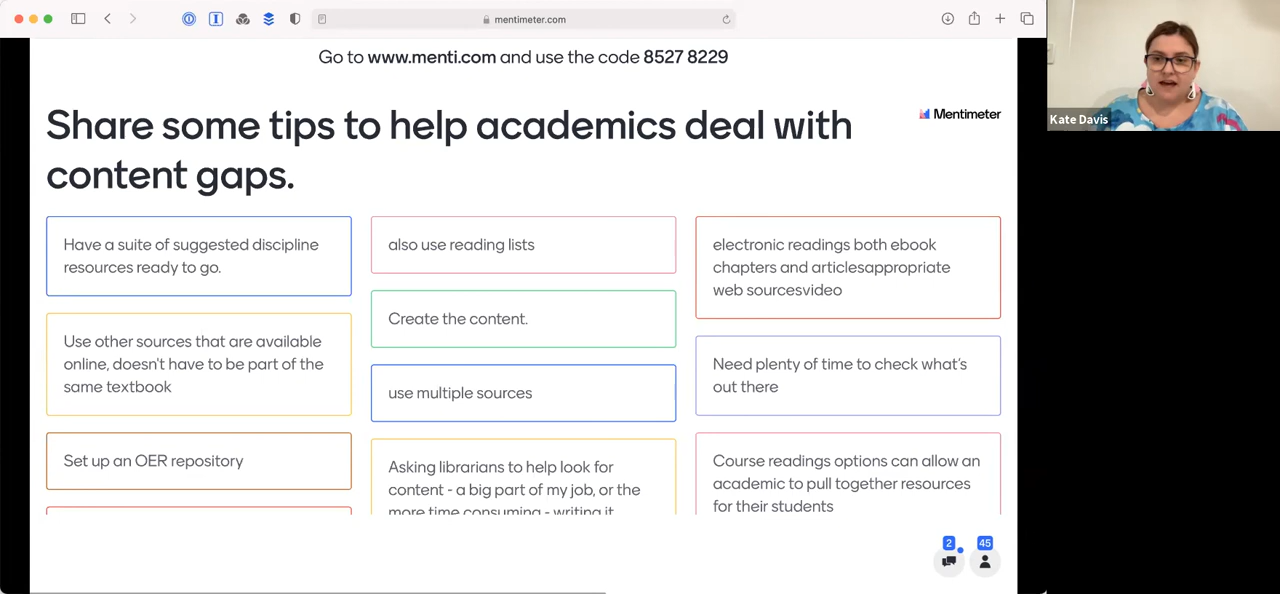 mentimeter.com
Go to www.menti.com and use the code 8527 8229
Share some tips to help academics deal with
content gaps.
Mentimeter
Have a suite of suggested discipline
resources ready to go.
Use other sources that are available
online, doesn't have to be part of the
same textbook
Set up an OER repository
also use reading lists
Create the content.
use multiple sources
Asking librarians to help look for
content - a big part of my job, or the
more time consuming - writing it
electronic readings both ebook
chapters and articlesappropriate
web sourcesvideo
Need plenty of time to check what's
out there
Course readings options can allow an
academic to pull together resources
for their students
2
45
Kate Davis